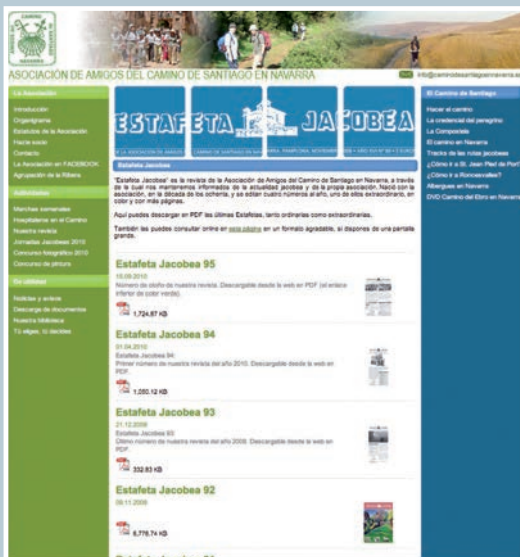 CAMINO
NAVARRA
ASOCIACIÓN DE AMIGOS DEL CAMINO DE SANTIAGO EN NAVARRA
info@caminodesantiagoennavarra.es
La Asociación
Introducción
Organigrama
Estatutos de la Asociación
Hazte socio
Contacto
La Asociación en FACEBOOK
Agrupación de la Ribera
Actividades
Marchas semanales
Hospitaleros en el Camino
Nuestra revista
Jornadas Jacobeas 2010
Concurso fotográfico 2010
Concurso de pintura
Es utilidad
Noticias y avisos
Descarga de documentos
Nuestra biblioteca
Tú eliges, tú decides
ESTAFETA JACOBEA
Estafeta Jacobea
"Estafeta Jacobea" es la revista de la Asociación de Amigos del Camino de Santiago en Navarra, a través
de la cual nos mantenemos informados de la actualidad jacobea y de la propia asociación. Nació con la
asociación, en la década de los ochenta, y se editan cuatro números al año, uno de ellos extraordinario, en
color y con más páginas.
Aquí puedes descargar en PDF las últimas Estafetas, tanto ordinarias como extraordinarias.
También las puedes consultar online en esta página en un formato agradable, si dispones de una pantalla
grande.
Estafeta Jacobea 95
15.09.2010
Número de otoño de nuestra revista. Descargable desde la web en PDF (al enlace
inferior de color verde).
1,724.87 KB
Estafeta Jacobea 94
01.04.2010
Estafeta Jacobea 94:
Primer número de nuestra revista del año 2010. Descargable desde la web en
PDF.
1,050.12 KB
Estafeta Jacobea 93
21.12.2009
Estafeta Jacobea 93:
Último número de nuestra revista del año 2009. Descargable desde la web en
PDF.
332.83 KB
Estafeta Jacobea 92
09.11.2009
6,776.74 KB
El Camino de Santiago
Hacer el camino
La credencial del peregrino
La Compostela
El camino en Navarra
Tracks de las rutas jacobeas
¿Cómo ir a St. Jean Pied de Port?
¿Cómo ir a Roncesvalles?
Albergues en Navarra
DVD Camino del Ebro en Navarra